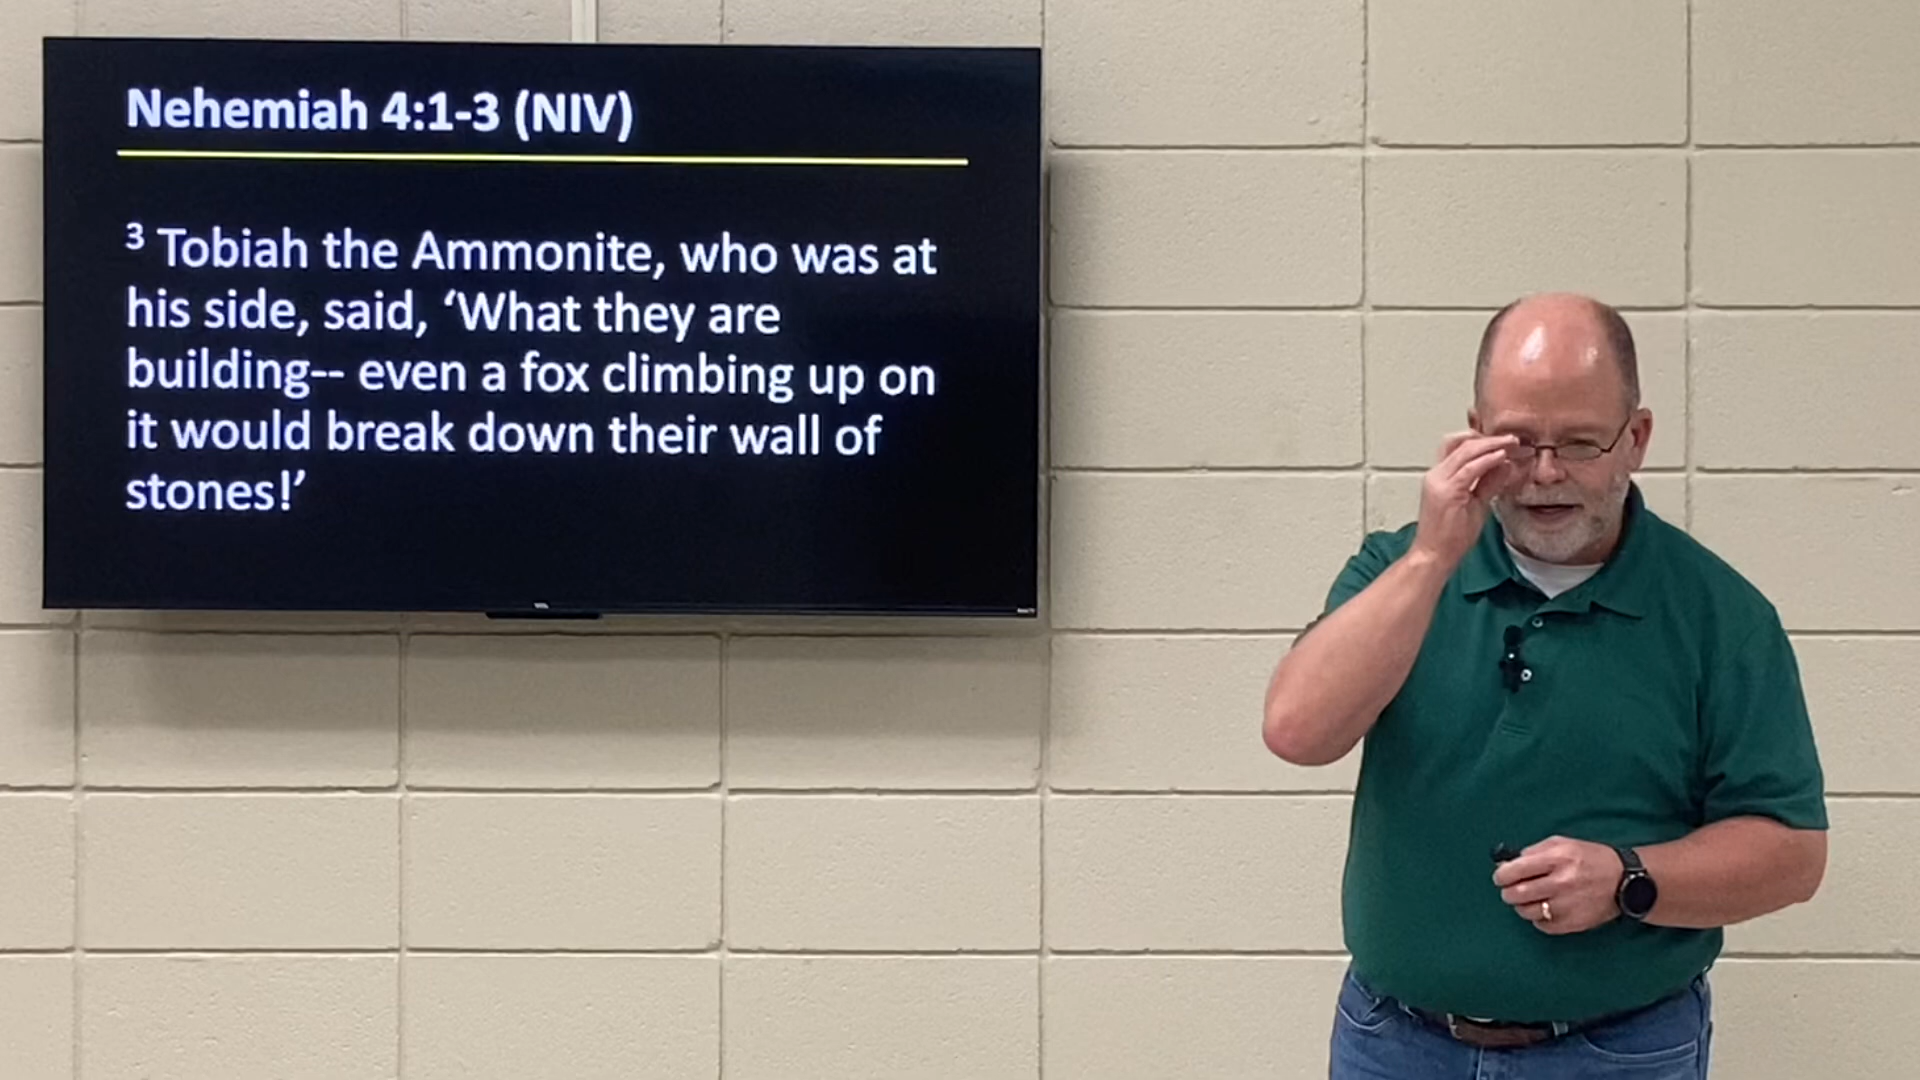 Nehemiah 4:1-3 (NIV)
3 Tobiah the Ammonite, who was at
his side, said, ‘What they are
building-- even a fox climbing up on
it would break down their wall of
stones!’